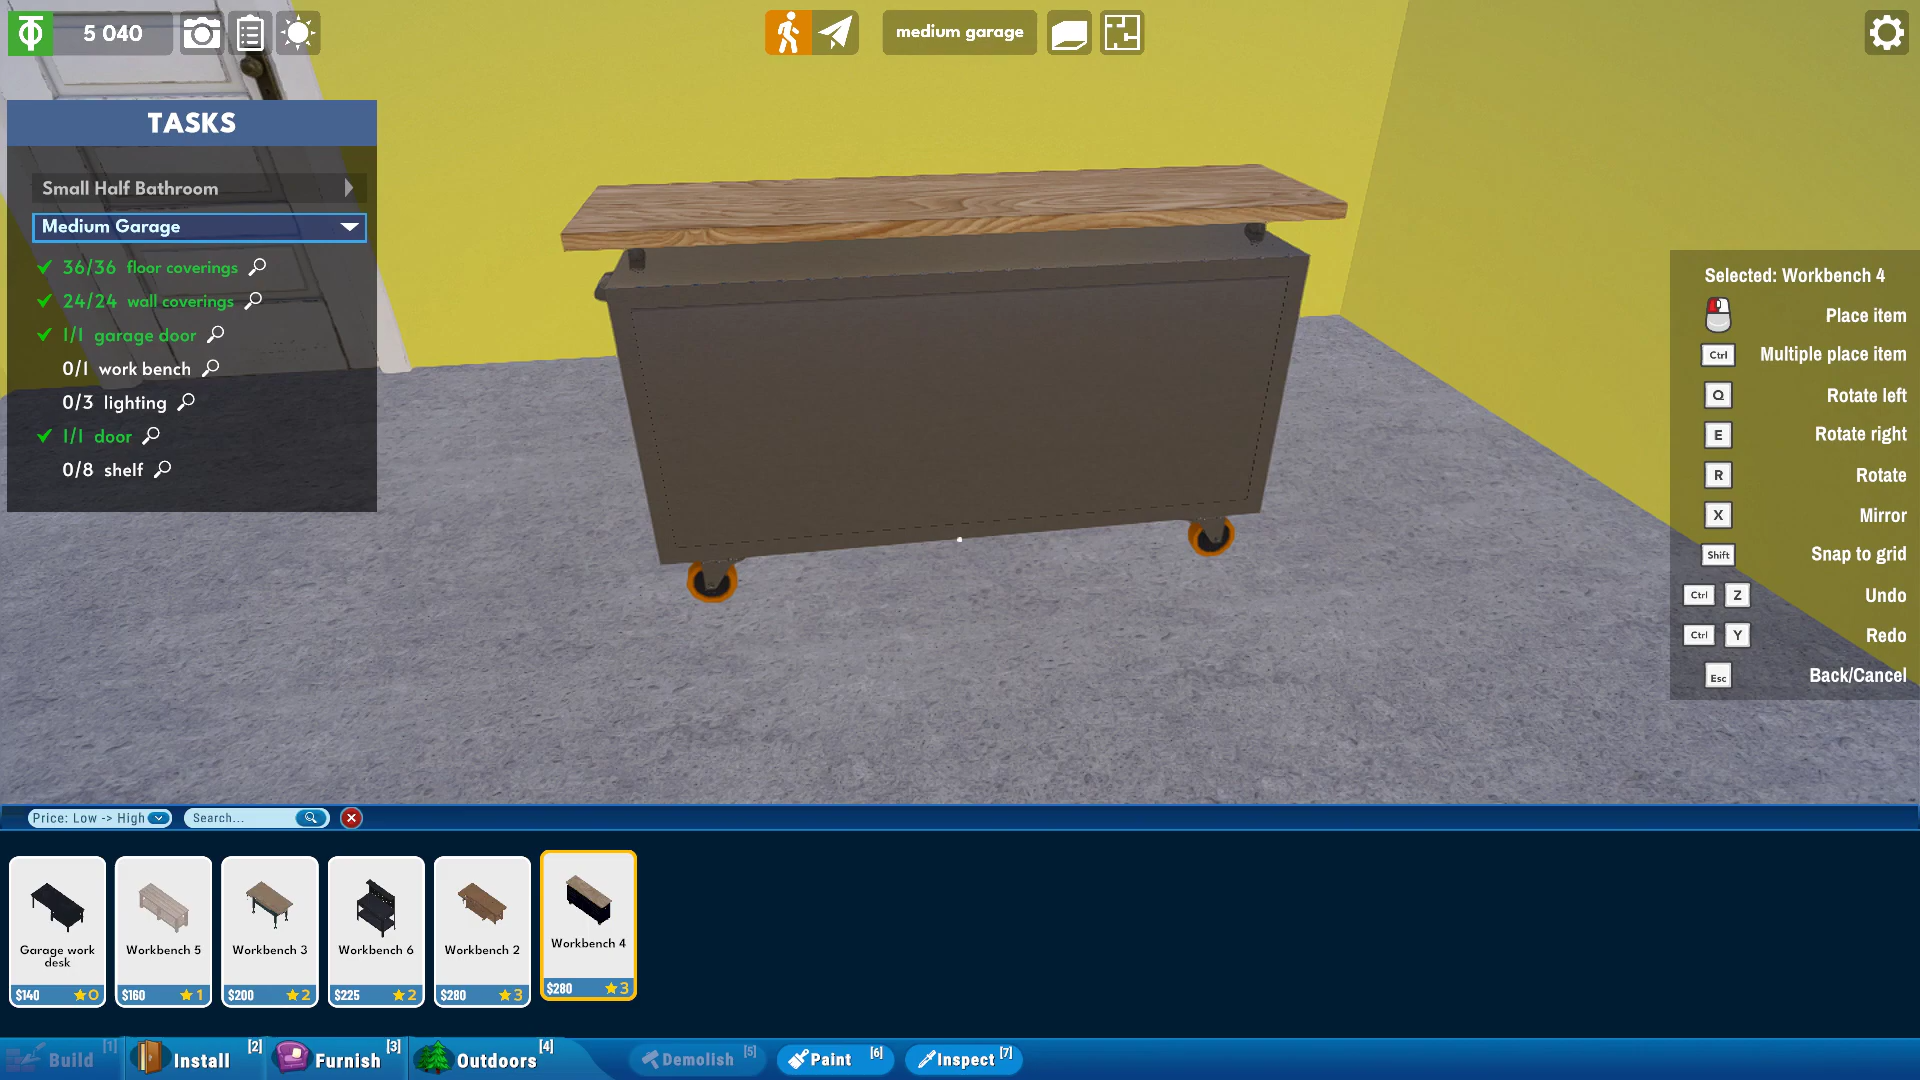 5 040
medium garage
TASKS
Small Half Bathroom
Medium Garage
36/36 floor coverings
24/24 wall coverings
1/1 garage door
0/1 work bench
0/3 lighting
1/1 door
0/8 shelf
Selected: Workbench 4
Place item
Ctrl Multiple place item
Q Rotate left
E Rotate right
R Rotate
X Mirror
Shift Snap to grid
Ctrl Z Undo
Ctrl Y Redo
Esc Back/Cancel
Price: Low -> High Search...
Garage work desk $140 0
Workbench 5 $160 1
Workbench 3 $200 2
Workbench 6 $225 2
Workbench 2 $280 3
Workbench 4 $280 3
Build [1] Install [2] Furnish [3] Outdoors [4] Demolish [5] Paint [6] Inspect [7]